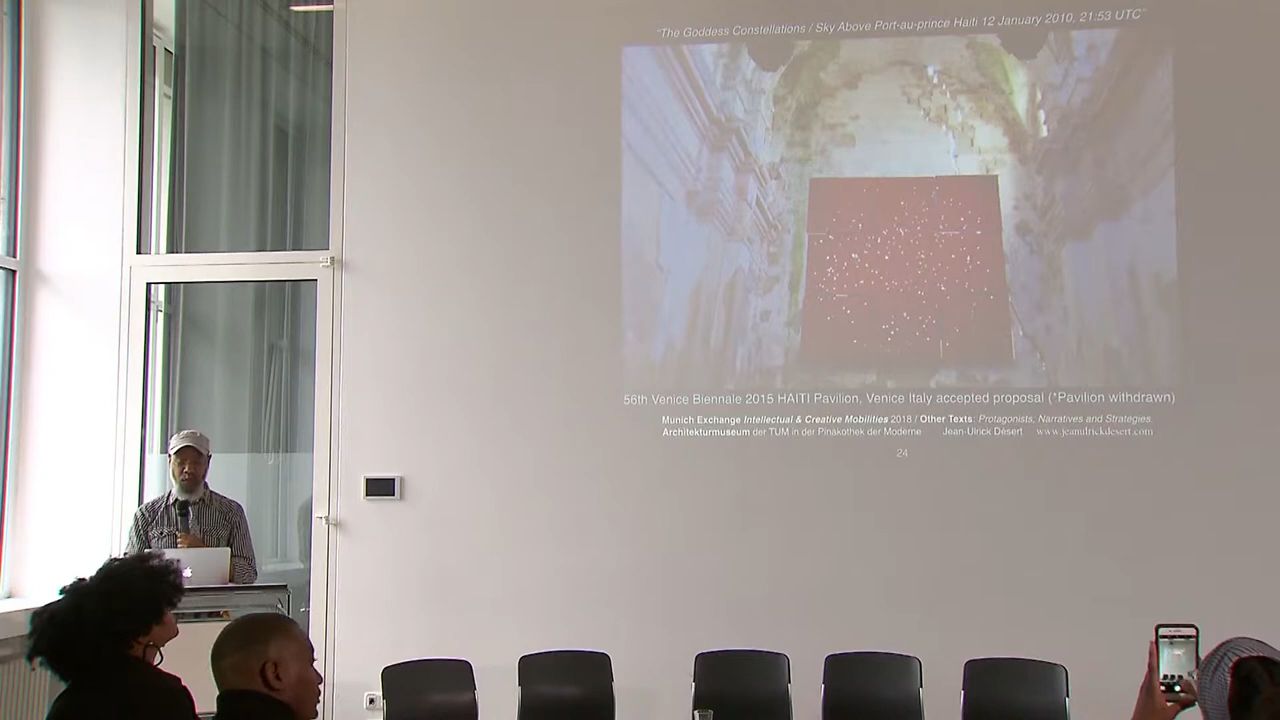 "The Goddess Constellations / Sky Above Port-au-prince Haiti 12 January 2010, 21:53 UTC"
56th Venice Biennale 2015 HAITI Pavilion, Venice Italy accepted proposal (*Pavilion withdrawn)
Munich Exchange Intellectual & Creative Mobilities 2018 / Other Texts: Protagonists, Narratives and Strategies.
Architekturmuseum der TUM in der Pinakothek der Moderne Jean-Ulrick Désert www.jeanulrickdesert.com
24